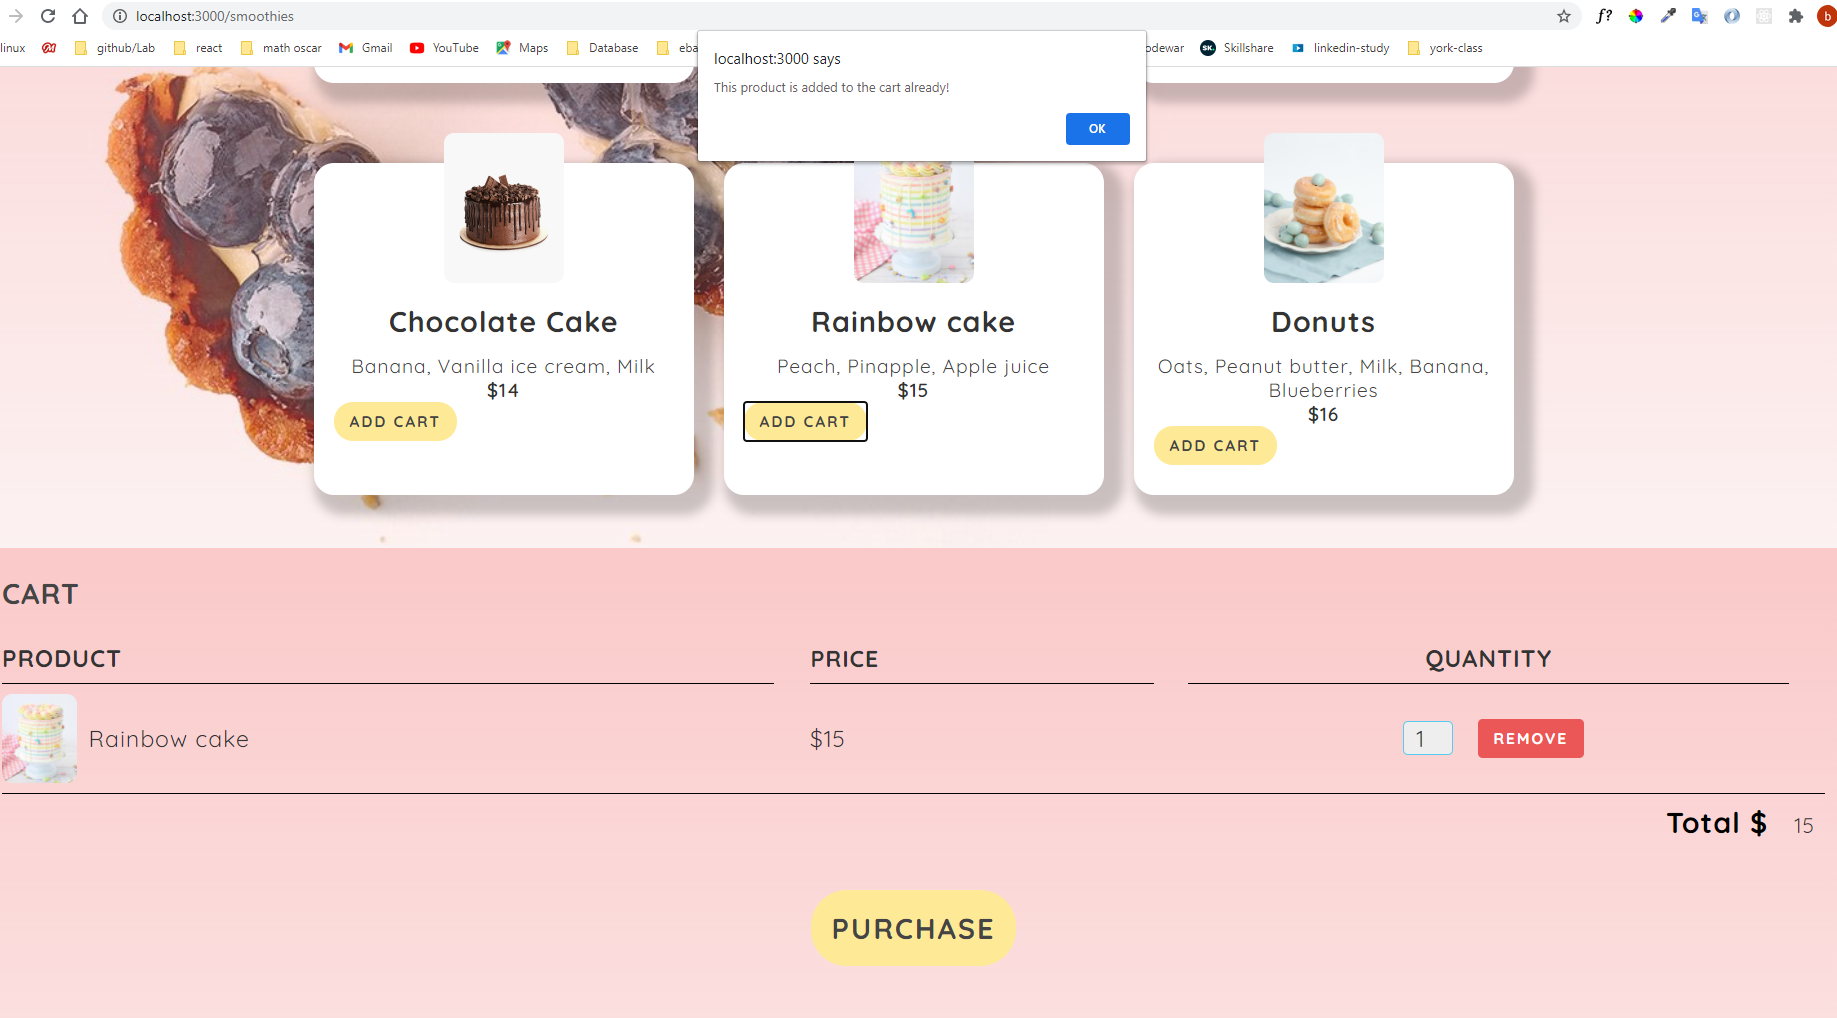 localhost:3000/smoothies
f?
b
linux
github/Lab
react
math oscar
Gmail
YouTube
Maps
Database
eba
odewar
SK.
Skillshare
linkedin-study
york-class
localhost:3000 says
This product is added to the cart already!
OK
Chocolate Cake
Banana, Vanilla ice cream, Milk
$14
ADD CART
Rainbow cake
Peach, Pinapple, Apple juice
$15
ADD CART
Donuts
Oats, Peanut butter, Milk, Banana,
Blueberries
$16
ADD CART
CART
PRODUCT PRICE QUANTITY
Rainbow cake $15 1 REMOVE
Total $ 15
PURCHASE